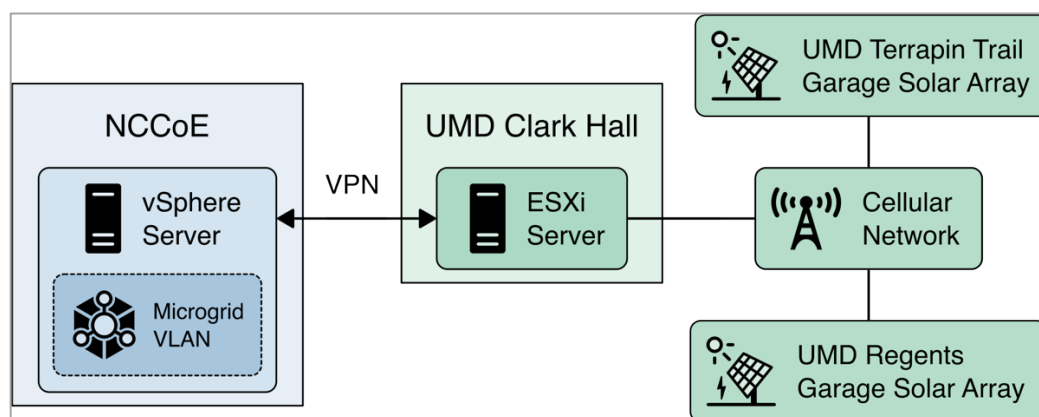 NCCoE
vSphere
Server
Microgrid
VLAN
VPN
UMD Clark Hall
ESXi
Server
UMD Terrapin Trail
Garage Solar Array
Cellular
Network
UMD Regents
Garage Solar Array